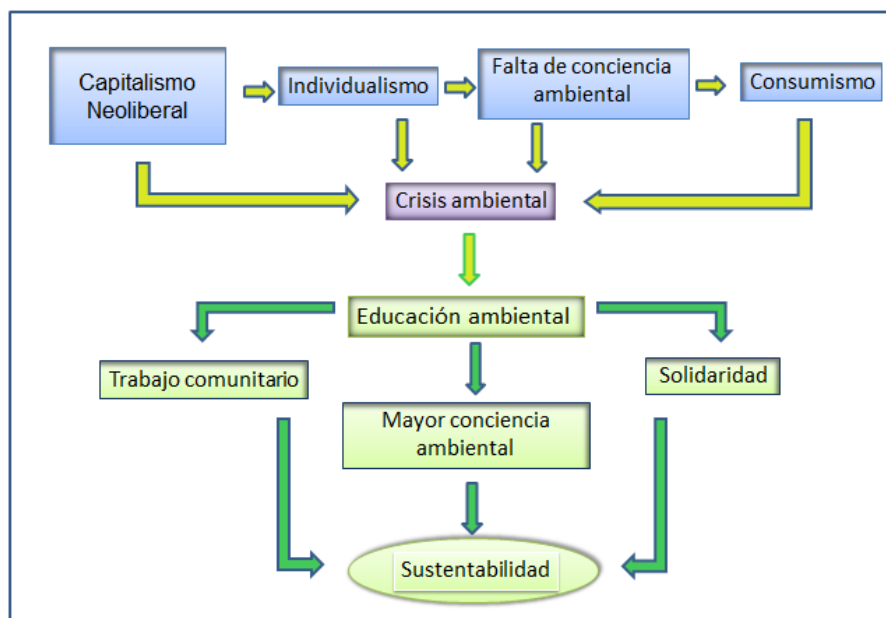 Capitalismo
Neoliberal
Individualismo
Falta de conciencia
ambiental
Consumismo
Crisis ambiental
Educación ambiental
Trabajo comunitario
Solidaridad
Mayor conciencia
ambiental
Sustentabilidad